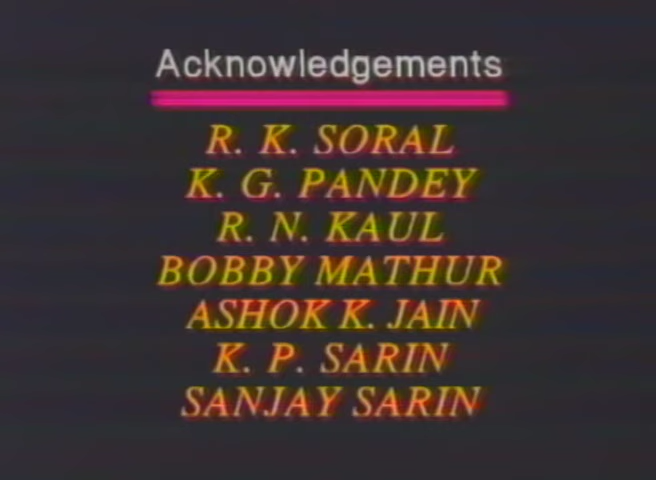 Acknowledgements
R. K. SORAL
K. G. PANDEY
R. N. KAUL
BOBBY MATHUR
ASHOK K. JAIN
K. P. SARIN
SANJAY SARIN